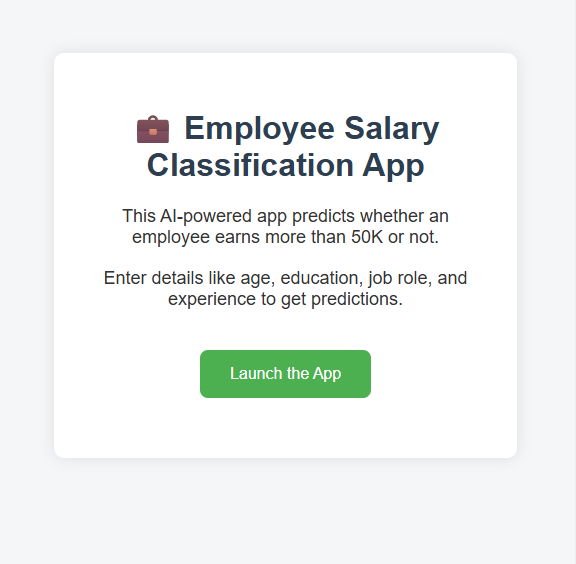 💼 Employee Salary
Classification App
This AI-powered app predicts whether an
employee earns more than 50K or not.
Enter details like age, education, job role, and
experience to get predictions.
Launch the App